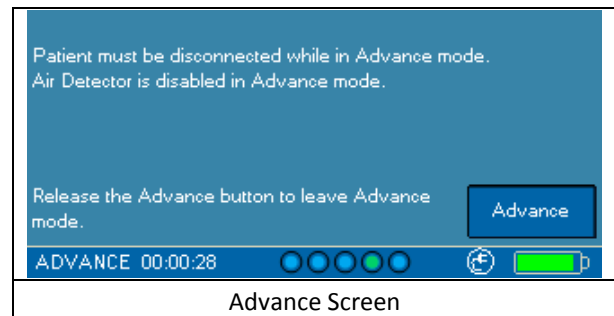 Patient must be disconnected while in Advance mode.
Air Detector is disabled in Advance mode.
Release the Advance button to leave Advance
mode.
Advance
ADVANCE 00:00:28
Advance Screen